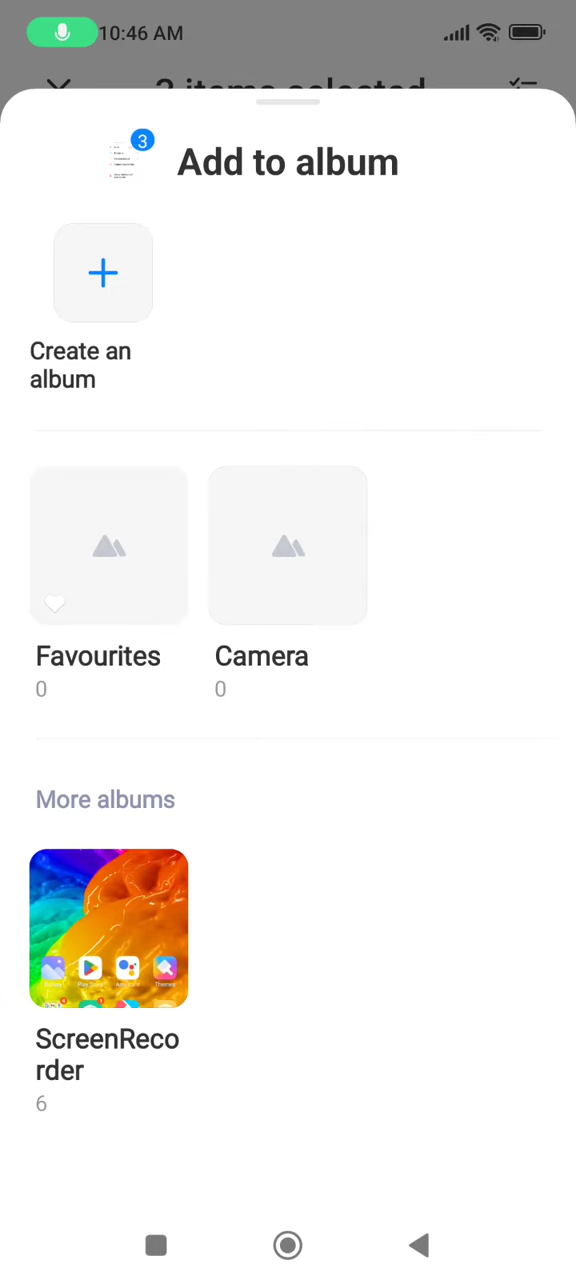 10:46 AM
3 items selected
3
Add to album
Create an
album
Favourites
Camera
0
0
More albums
ScreenReco
rder
6